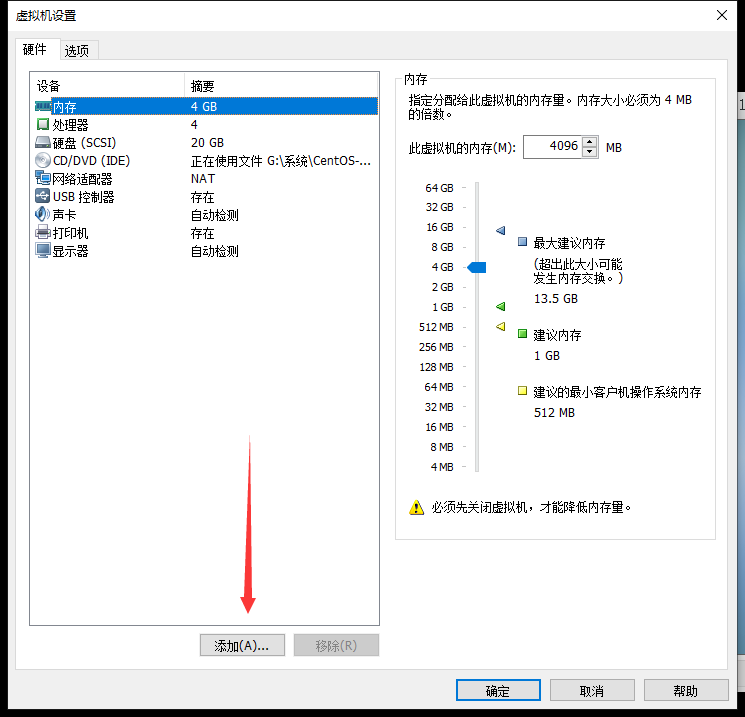 虚拟机设置
硬件 选项
设备 摘要
内存 4 GB
处理器 4
硬盘 (SCSI) 20 GB
CD/DVD (IDE) 正在使用文件 G:\系统\CentOS-...
网络适配器 NAT
USB 控制器 存在
声卡 自动检测
打印机 存在
显示器 自动检测
添加(A)... 移除(R)
内存
指定分配给此虚拟机的内存量。内存大小必须为 4 MB
的倍数。
此虚拟机的内存(M): 4096 MB
64 GB
32 GB
16 GB
8 GB
4 GB
2 GB
1 GB
512 MB
256 MB
128 MB
64 MB
32 MB
16 MB
8 MB
4 MB
最大建议内存
(超出此大小可能
发生内存交换。)
13.5 GB
建议内存
1 GB
建议的最小客户机操作系统内存
512 MB
必须先关闭虚拟机，才能降低内存量。
确定 取消 帮助